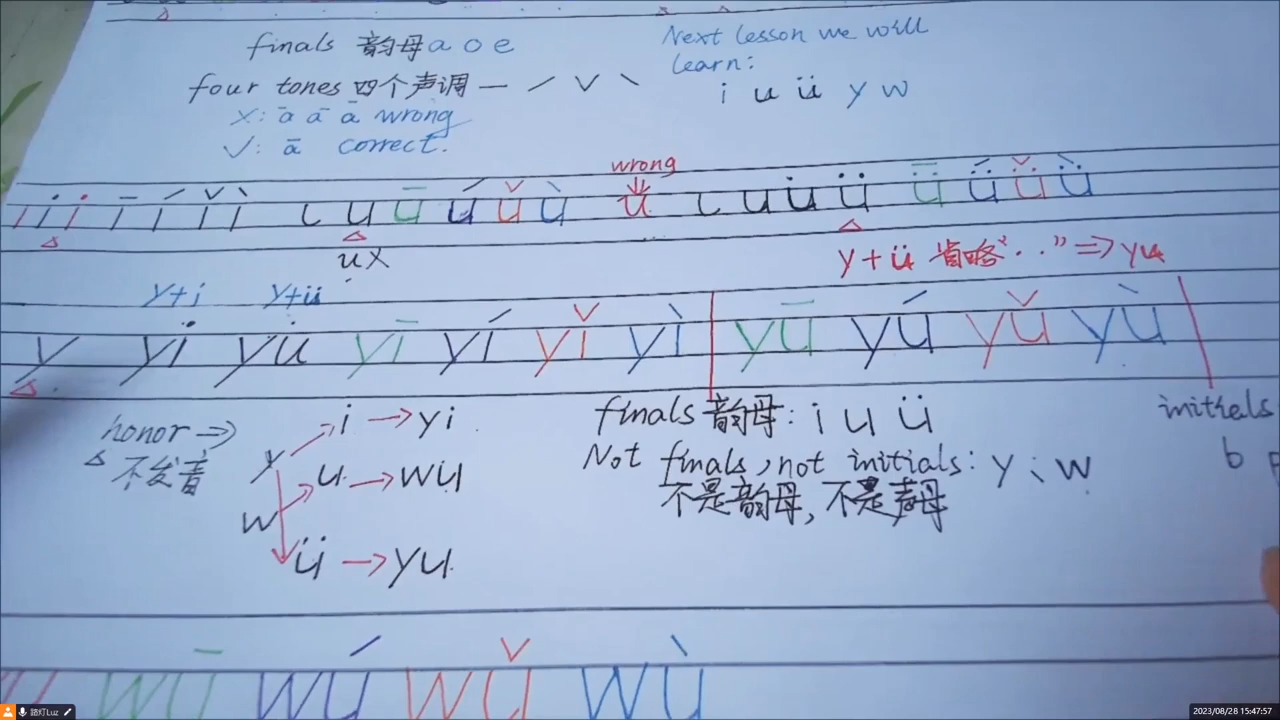 finals 韵母 a o e
four tones 四个声调 — ˊ ˇ ˋ
X: ā ā ā wrong
√: ā correct.
Next lesson we will
learn:
i u ü y w
wrong
ī í ǐ ì ı u ū ú ǔ ù u ı u u̇ ü ǖ ǘ ǚ ǜ
u X
y+ü 省略“··” => yu
y+i y+ü
y yi yu̇ yī yí yǐ yì yū yú yǔ yù
honor =>
不发音
y w
i → yi
u → wu
ü → yu
finals 韵母: i u ü
Not finals, not initials: y、w
不是韵母, 不是声母
initials
b p
wū wú wǔ wù
路灯Luz
2023/08/28 15:47:57